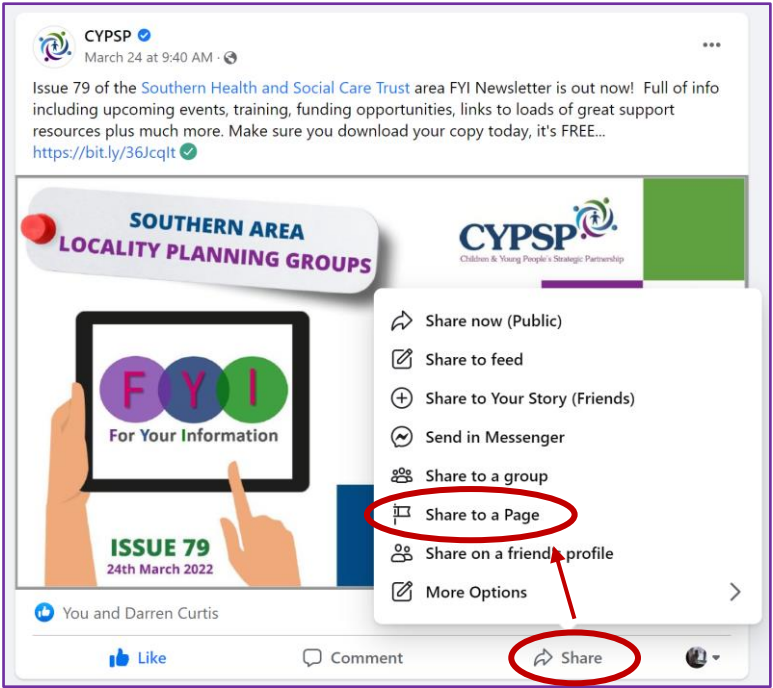 CYPSP
March 24 at 9:40 AM ·
Issue 79 of the Southern Health and Social Care Trust area FYI Newsletter is out now! Full of info
including upcoming events, training, funding opportunities, links to loads of great support
resources plus much more. Make sure you download your copy today, it's FREE...
https://bit.ly/36JcqIt
SOUTHERN AREA
LOCALITY PLANNING GROUPS
CYPSP
Children & Young People's Strategic Partnership
F Y I
For Your Information
ISSUE 79
24th March 2022
Share now (Public)
Share to feed
Share to Your Story (Friends)
Send in Messenger
Share to a group
Share to a Page
Share on a friend's profile
More Options
You and Darren Curtis
Like
Comment
Share